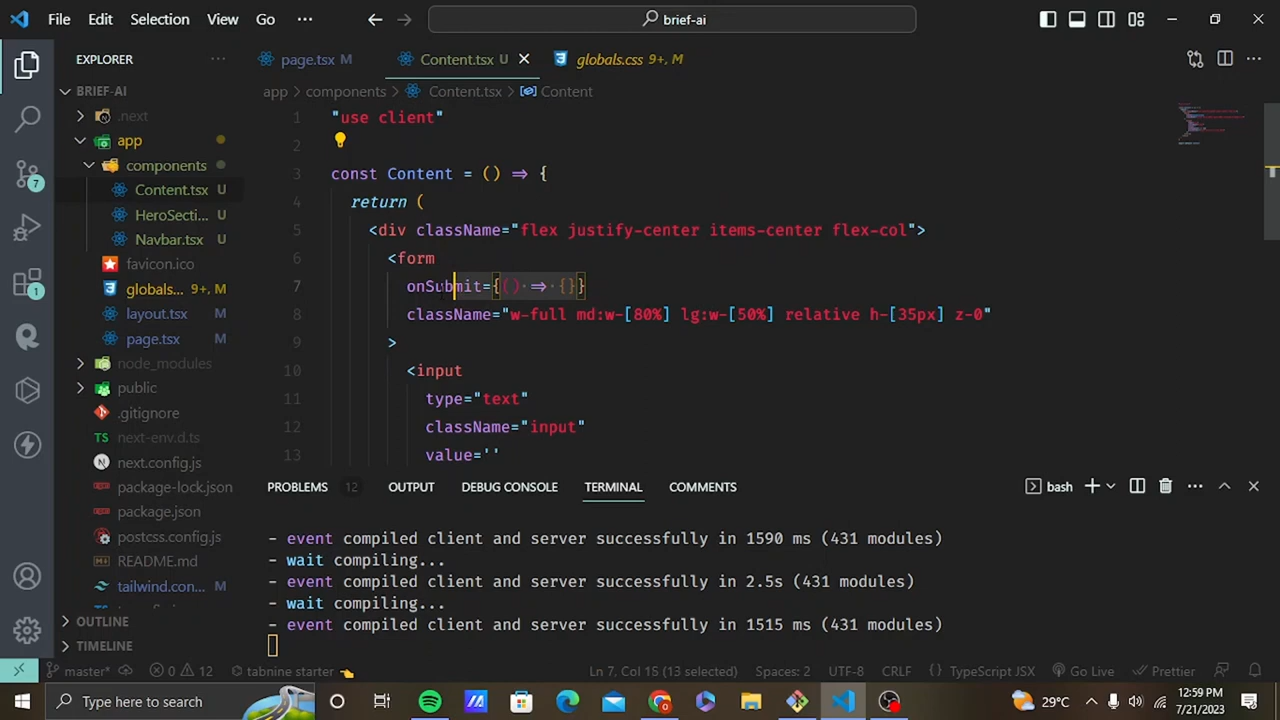 File Edit Selection View Go ··· brief-ai
EXPLORER ···
page.tsx M
Content.tsx U
globals.css 9+, M
BRIEF-AI
app > components > Content.tsx > Content
.next
app
components
Content.tsx U
HeroSecti... U
Navbar.tsx U
favicon.ico
globals... 9+, M
layout.tsx U
page.tsx M
node_modules
public
.gitignore
next-env.d.ts
next.config.js
package-lock.json
package.json
postcss.config.js
README.md
tailwind.con... M
OUTLINE
TIMELINE
7
1
1 "use client"
2
3 const Content = () => {
4 return (
5 <div className="flex justify-center items-center flex-col">
6 <form
7 onSubmit={() => {}}
8 className="w-full md:w-[80%] lg:w-[50%] relative h-[35px] z-0"
9 >
10 <input
11 type="text"
12 className="input"
13 value=''
PROBLEMS 12 OUTPUT DEBUG CONSOLE TERMINAL COMMENTS bash
- event compiled client and server successfully in 1590 ms (431 modules)
- wait compiling...
- event compiled client and server successfully in 2.5s (431 modules)
- wait compiling...
- event compiled client and server successfully in 1515 ms (431 modules)
master* 0 12 tabnine starter Ln 7, Col 15 (13 selected) Spaces: 2 UTF-8 CRLF {} TypeScript JSX Go Live Prettier
Type here to search 29°C 12:59 PM
7/21/2023